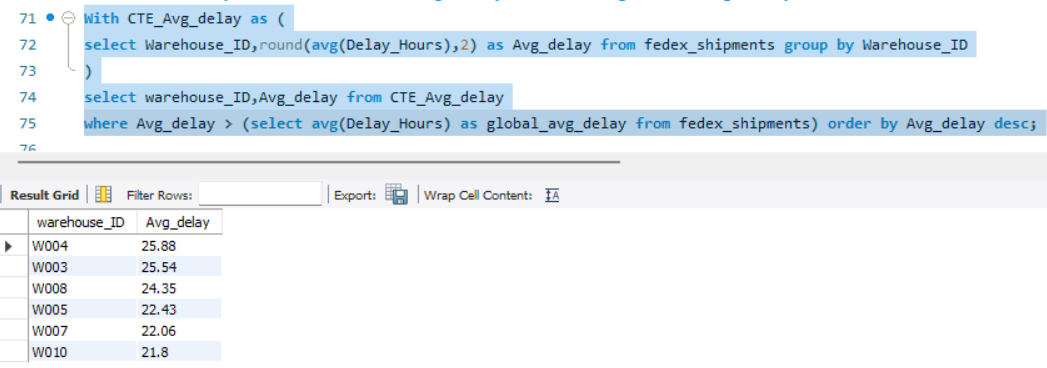 71 With CTE_Avg_delay as (
72 select Warehouse_ID,round(avg(Delay_Hours),2) as Avg_delay from fedex_shipments group by Warehouse_ID
73 )
74 select warehouse_ID,Avg_delay from CTE_Avg_delay
75 where Avg_delay > (select avg(Delay_Hours) as global_avg_delay from fedex_shipments) order by Avg_delay desc;
76
Result Grid Filter Rows: Export: Wrap Cell Content:
warehouse_ID Avg_delay
W004 25.88
W003 25.54
W008 24.35
W005 22.43
W007 22.06
W010 21.8